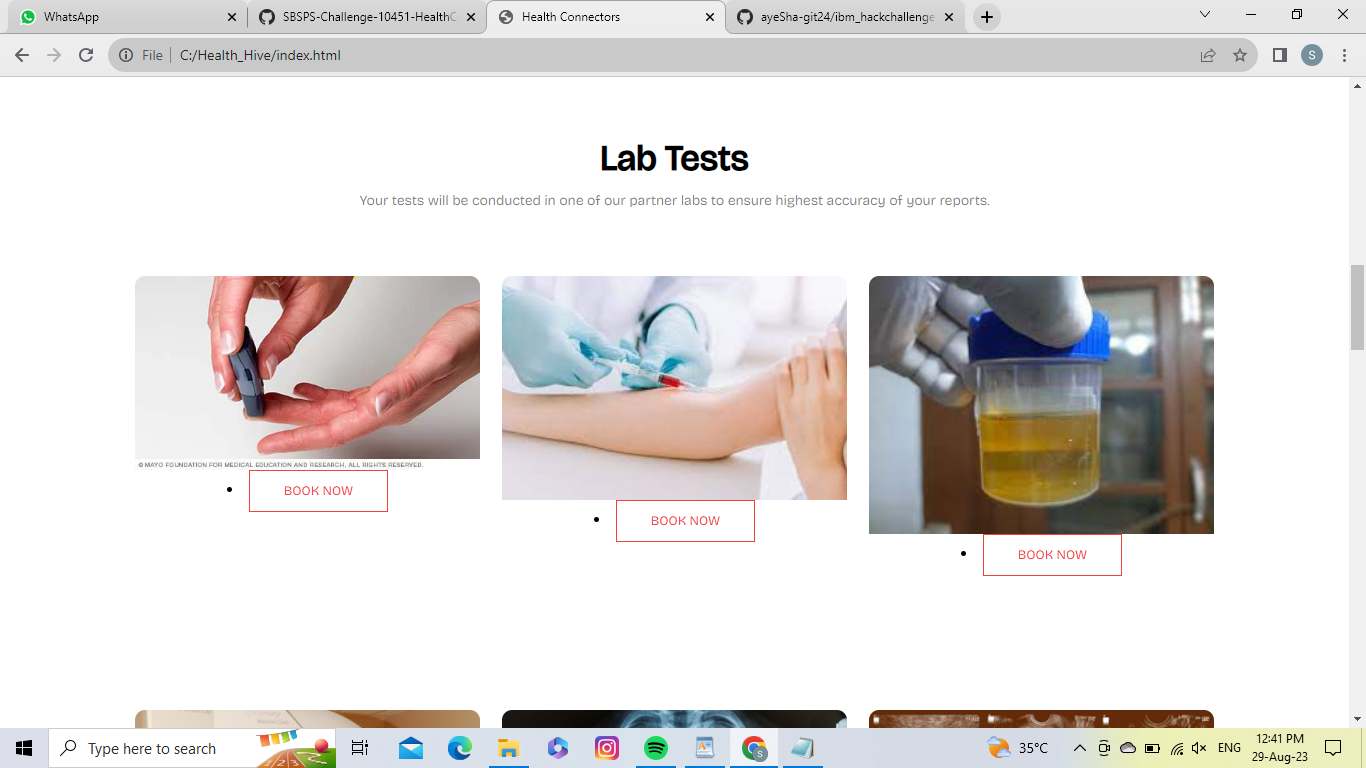 WhatsApp
SBSPS-Challenge-10451-HealthC
Health Connectors
ayeSha-git24/ibm_hackchallenge
File
C:/Health_Hive/index.html
S
Lab Tests
Your tests will be conducted in one of our partner labs to ensure highest accuracy of your reports.
© MAYO FOUNDATION FOR MEDICAL EDUCATION AND RESEARCH, ALL RIGHTS RESERVED.
BOOK NOW
BOOK NOW
BOOK NOW
Type here to search
S
35°C
ENG
12:41 PM
29-Aug-23